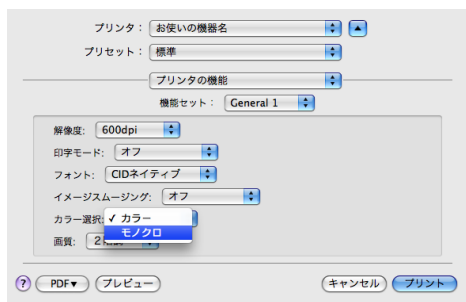 プリンタ： お使いの機器名
プリセット： 標準
プリンタの機能
機能セット： General 1
解像度: 600dpi
印字モード: オフ
フォント: CIDネイティブ
イメージスムージング: オフ
カラー選択: ✓ カラー
モノクロ
画質: 2
? PDF▼ プレビュー キャンセル プリント